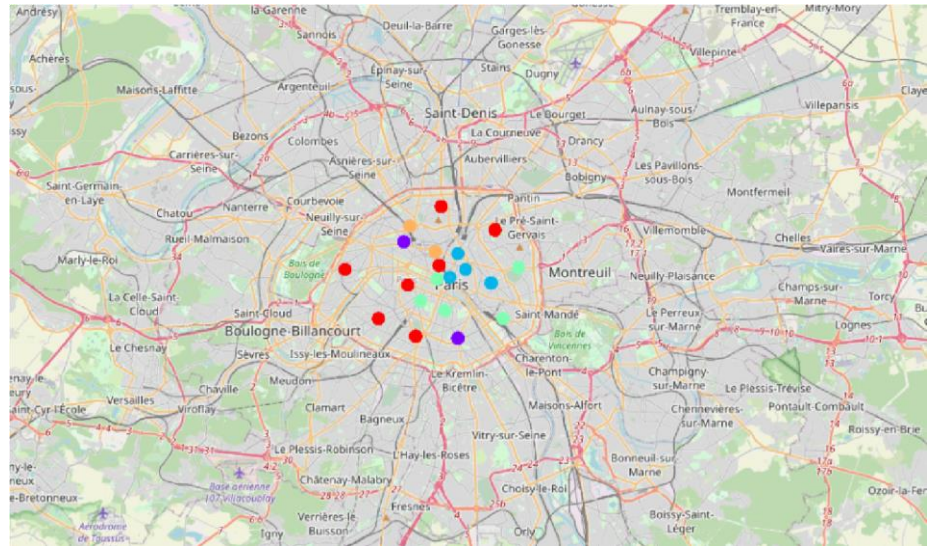 Andrésy
la-Garenne
Deuil-la-Barre
Garges-lès-
Gonesse
Tremblay-en-
France
Mitry-Mory
Sannois
Achères
Maisons-Laffitte
Argenteuil
Épinay-sur-
Seine
Stains
Dugny
Villepinte
6b
Claye
Saint-Denis
Le Bourget
Aulnay-sous-
Bois
Villeparisis
Bezons
Colombes
La Courneuve
Drancy
Carrières-sur-
Seine
Asnières-sur-
Seine
Aubervilliers
Bobigny
Les Pavillons-
sous-Bois
Saint-Germain-
en-Laye
Nanterre
Courbevoie
Pantin
Montfermeil
Chatou
Neuilly-sur-
Seine
Le Pré-Saint-
Gervais
Villemomble
Rueil-Malmaison
Chelles
Vaires-sur-Marne
Marly-le-Roi
Bois de
Boulogne
Montreuil
Neuilly-Plaisance
Paris
La Celle-Saint-
Cloud
Saint-Cloud
Saint-Mandé
Le Perreux-
sur-Marne
Champs-sur-
Marne
Torcy
Boulogne-Billancourt
Bois de
Vincennes
Lognes
Le Chesnay
Sèvres
Issy-les-Moulineaux
Charenton-
le-Pont
Champigny-
sur-Marne
Meudon
Le Kremlin-
Bicêtre
Chaville
Le Plessis-Trévise
Versailles
Clamart
Maisons-Alfort
Saint-Cyr-l'École
Viroflay
Bagneux
Chennevières-
sur-Marne
Pontault-Combault
Roissy-en-Brie
Vitry-sur-Seine
Le Plessis-Robinson
L'Haÿ-les-Roses
Bonneuil-sur-
Marne
Base aérienne
107 Villacoublay
Châtenay-Malabry
Choisy-le-Roi
Ozoir-la-Fer
Fresnes
Verrières-le-
Buisson
Boissy-Saint-
Léger
Aérodrome
Igny
Orly